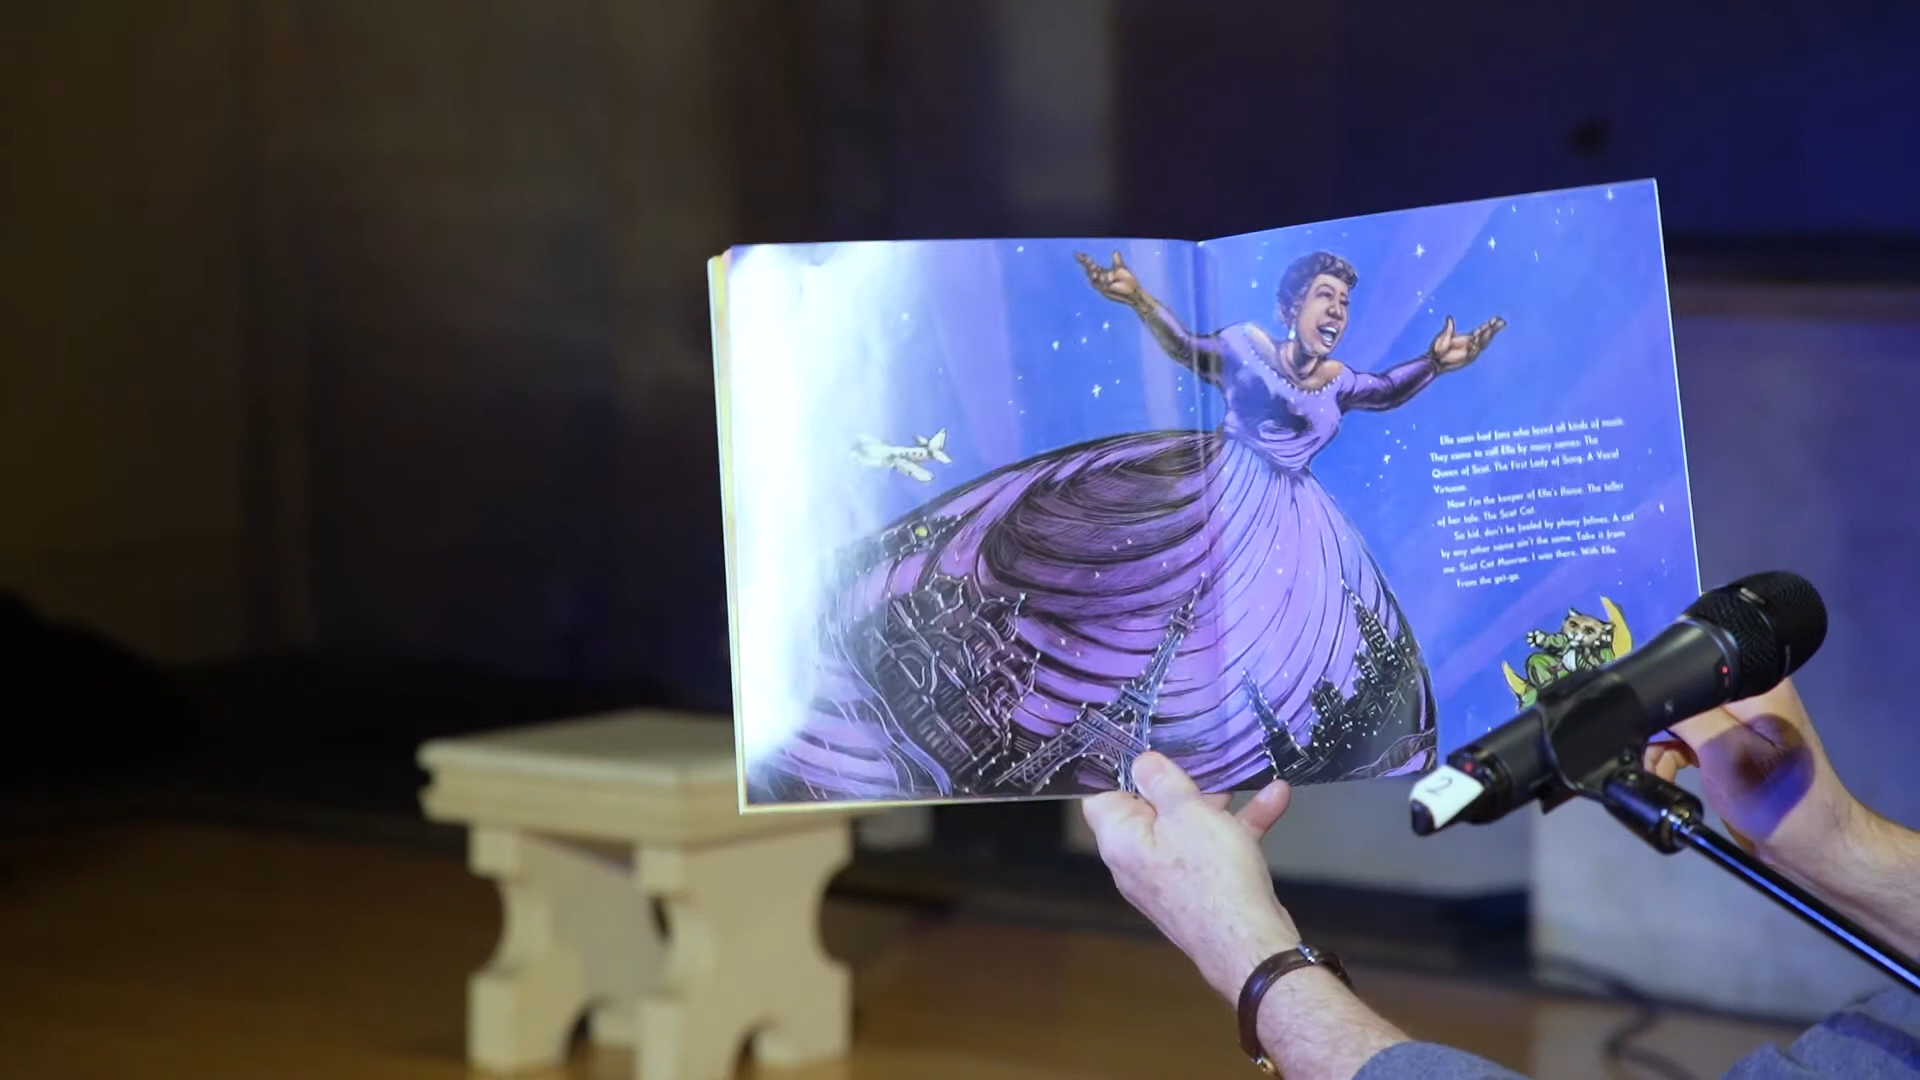 Ella soon had fans who loved all kinds of music.
They came to call Ella by many names: The
Queen of Scat. The First Lady of Song. A Vocal
Virtuoso.
Now I'm the keeper of Ella's flame. The teller
of her tale. The Scat Cat.
So kid, don't be fooled by phony felines. A cat
by any other name ain't the same. Take it from
me, Scat Cat Monroe. I was there. With Ella.
From the get-go.
2